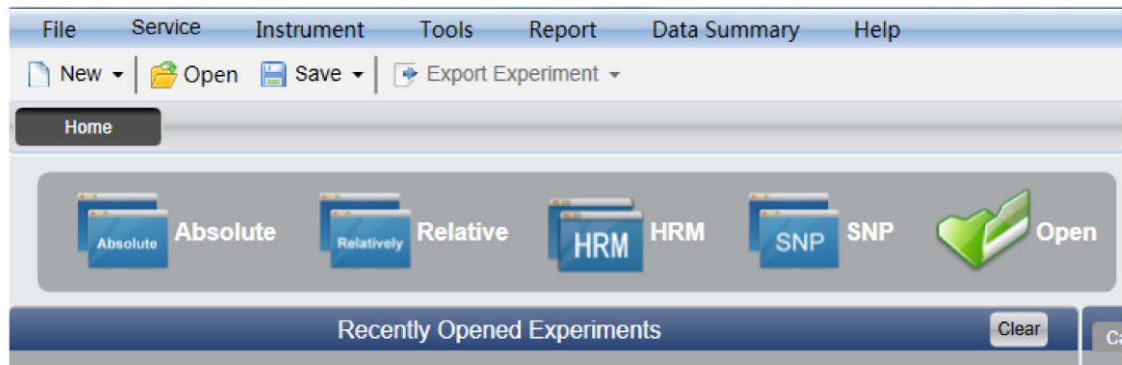 File Service Instrument Tools Report Data Summary Help
New Open Save Export Experiment
Home
Absolute Absolute Relatively Relative HRM HRM SNP SNP Open
Recently Opened Experiments Clear